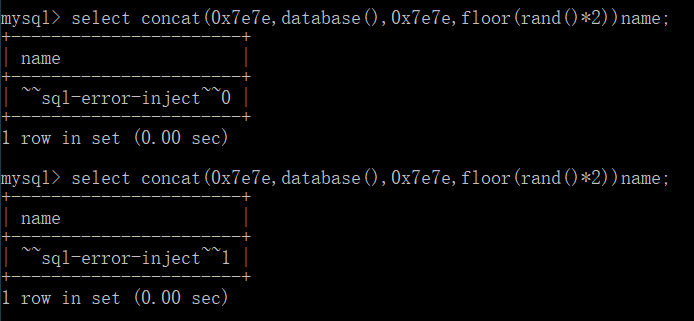 mysql> select concat(0x7e7e,database(),0x7e7e,floor(rand()*2))name;
+-----------------------+
| name                  |
+-----------------------+
| ~~sql-error-inject~~0 |
+-----------------------+
1 row in set (0.00 sec)
mysql> select concat(0x7e7e,database(),0x7e7e,floor(rand()*2))name;
+-----------------------+
| name                  |
+-----------------------+
| ~~sql-error-inject~~1 |
+-----------------------+
1 row in set (0.00 sec)